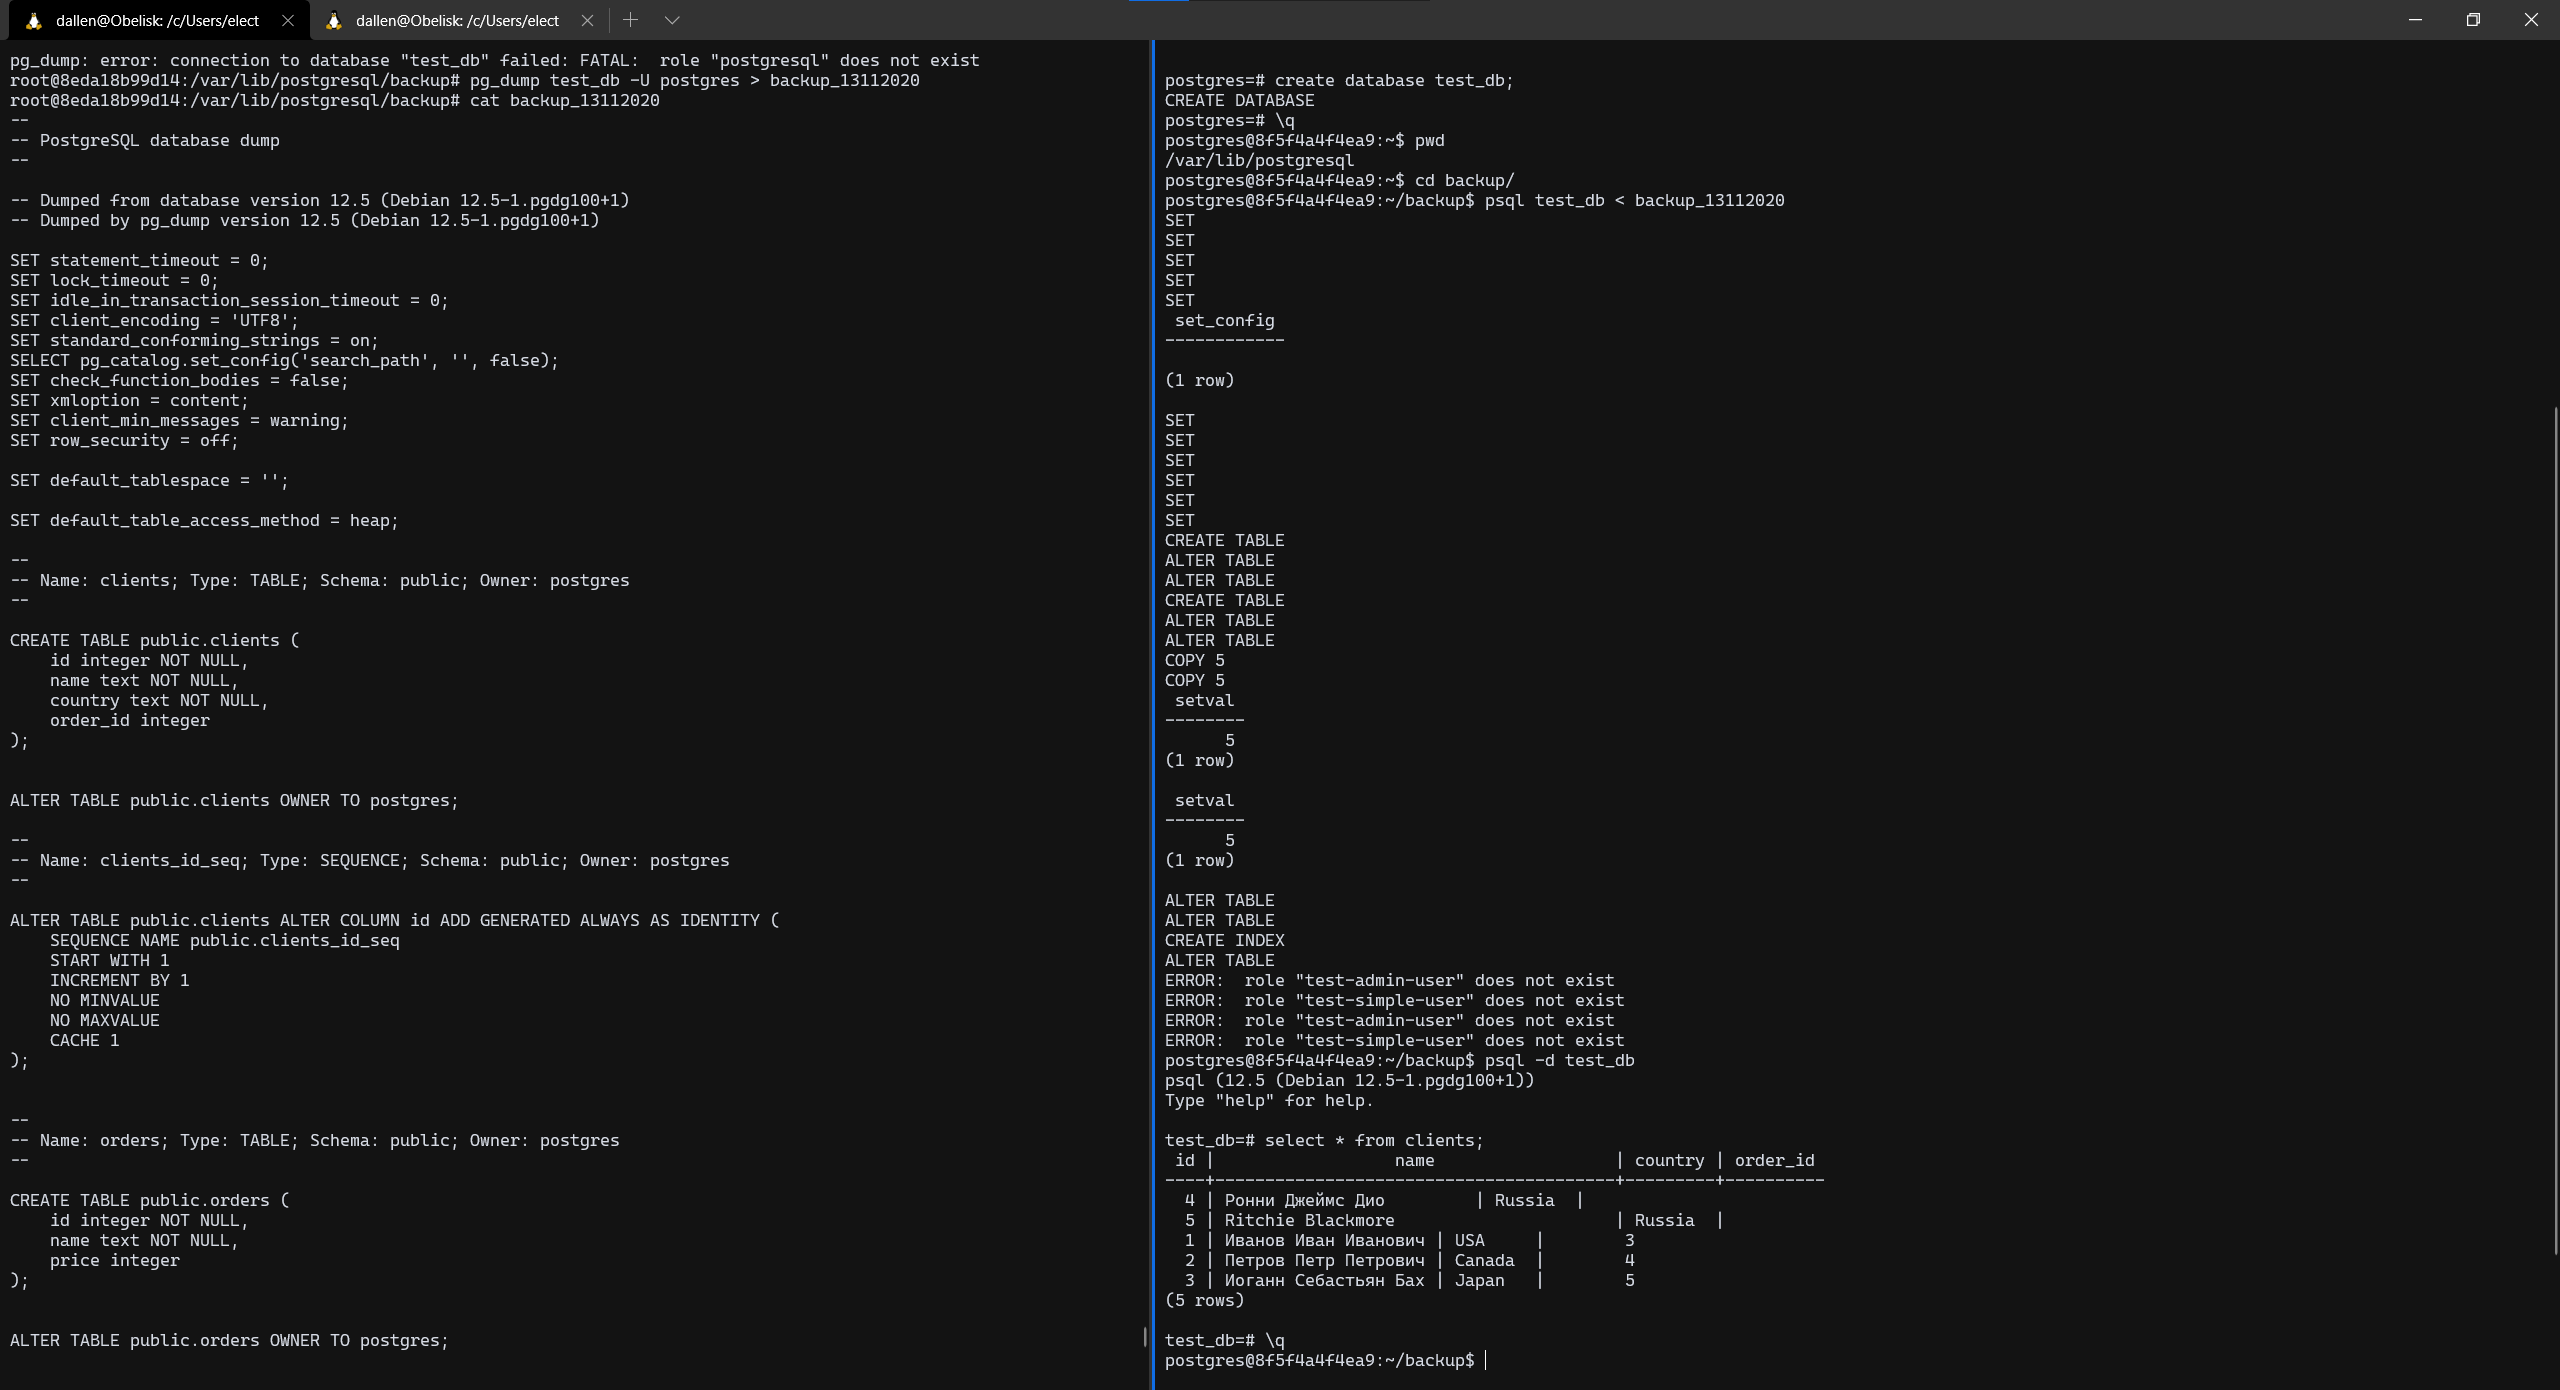 dallen@Obelisk: /c/Users/elect
dallen@Obelisk: /c/Users/elect
pg_dump: error: connection to database "test_db" failed: FATAL:  role "postgresql" does not exist
root@8eda18b99d14:/var/lib/postgresql/backup# pg_dump test_db -U postgres > backup_13112020
root@8eda18b99d14:/var/lib/postgresql/backup# cat backup_13112020
--
-- PostgreSQL database dump
--

-- Dumped from database version 12.5 (Debian 12.5-1.pgdg100+1)
-- Dumped by pg_dump version 12.5 (Debian 12.5-1.pgdg100+1)

SET statement_timeout = 0;
SET lock_timeout = 0;
SET idle_in_transaction_session_timeout = 0;
SET client_encoding = 'UTF8';
SET standard_conforming_strings = on;
SELECT pg_catalog.set_config('search_path', '', false);
SET check_function_bodies = false;
SET xmloption = content;
SET client_min_messages = warning;
SET row_security = off;

SET default_tablespace = '';

SET default_table_access_method = heap;

--
-- Name: clients; Type: TABLE; Schema: public; Owner: postgres
--

CREATE TABLE public.clients (
    id integer NOT NULL,
    name text NOT NULL,
    country text NOT NULL,
    order_id integer
);

ALTER TABLE public.clients OWNER TO postgres;

--
-- Name: clients_id_seq; Type: SEQUENCE; Schema: public; Owner: postgres
--

ALTER TABLE public.clients ALTER COLUMN id ADD GENERATED ALWAYS AS IDENTITY (
    SEQUENCE NAME public.clients_id_seq
    START WITH 1
    INCREMENT BY 1
    NO MINVALUE
    NO MAXVALUE
    CACHE 1
);

--
-- Name: orders; Type: TABLE; Schema: public; Owner: postgres
--

CREATE TABLE public.orders (
    id integer NOT NULL,
    name text NOT NULL,
    price integer
);

ALTER TABLE public.orders OWNER TO postgres;

postgres=# create database test_db;
CREATE DATABASE
postgres=# \q
postgres@8f5f4a4f4ea9:~$ pwd
/var/lib/postgresql
postgres@8f5f4a4f4ea9:~$ cd backup/
postgres@8f5f4a4f4ea9:~/backup$ psql test_db < backup_13112020
SET
SET
SET
SET
SET
 set_config
------------

(1 row)

SET
SET
SET
SET
SET
SET
CREATE TABLE
ALTER TABLE
ALTER TABLE
CREATE TABLE
ALTER TABLE
ALTER TABLE
COPY 5
COPY 5
 setval
--------
      5
(1 row)

 setval
--------
      5
(1 row)

ALTER TABLE
ALTER TABLE
CREATE INDEX
ALTER TABLE
ERROR:  role "test-admin-user" does not exist
ERROR:  role "test-simple-user" does not exist
ERROR:  role "test-admin-user" does not exist
ERROR:  role "test-simple-user" does not exist
postgres@8f5f4a4f4ea9:~/backup$ psql -d test_db
psql (12.5 (Debian 12.5-1.pgdg100+1))
Type "help" for help.

test_db=# select * from clients;
 id |                  name                  | country | order_id
----+----------------------------------------+---------+----------
  4 | Ронни Джеймс Дио         | Russia  |
  5 | Ritchie Blackmore                      | Russia  |
  1 | Иванов Иван Иванович | USA     |        3
  2 | Петров Петр Петрович | Canada  |        4
  3 | Иоганн Себастьян Бах | Japan   |        5
(5 rows)

test_db=# \q
postgres@8f5f4a4f4ea9:~/backup$